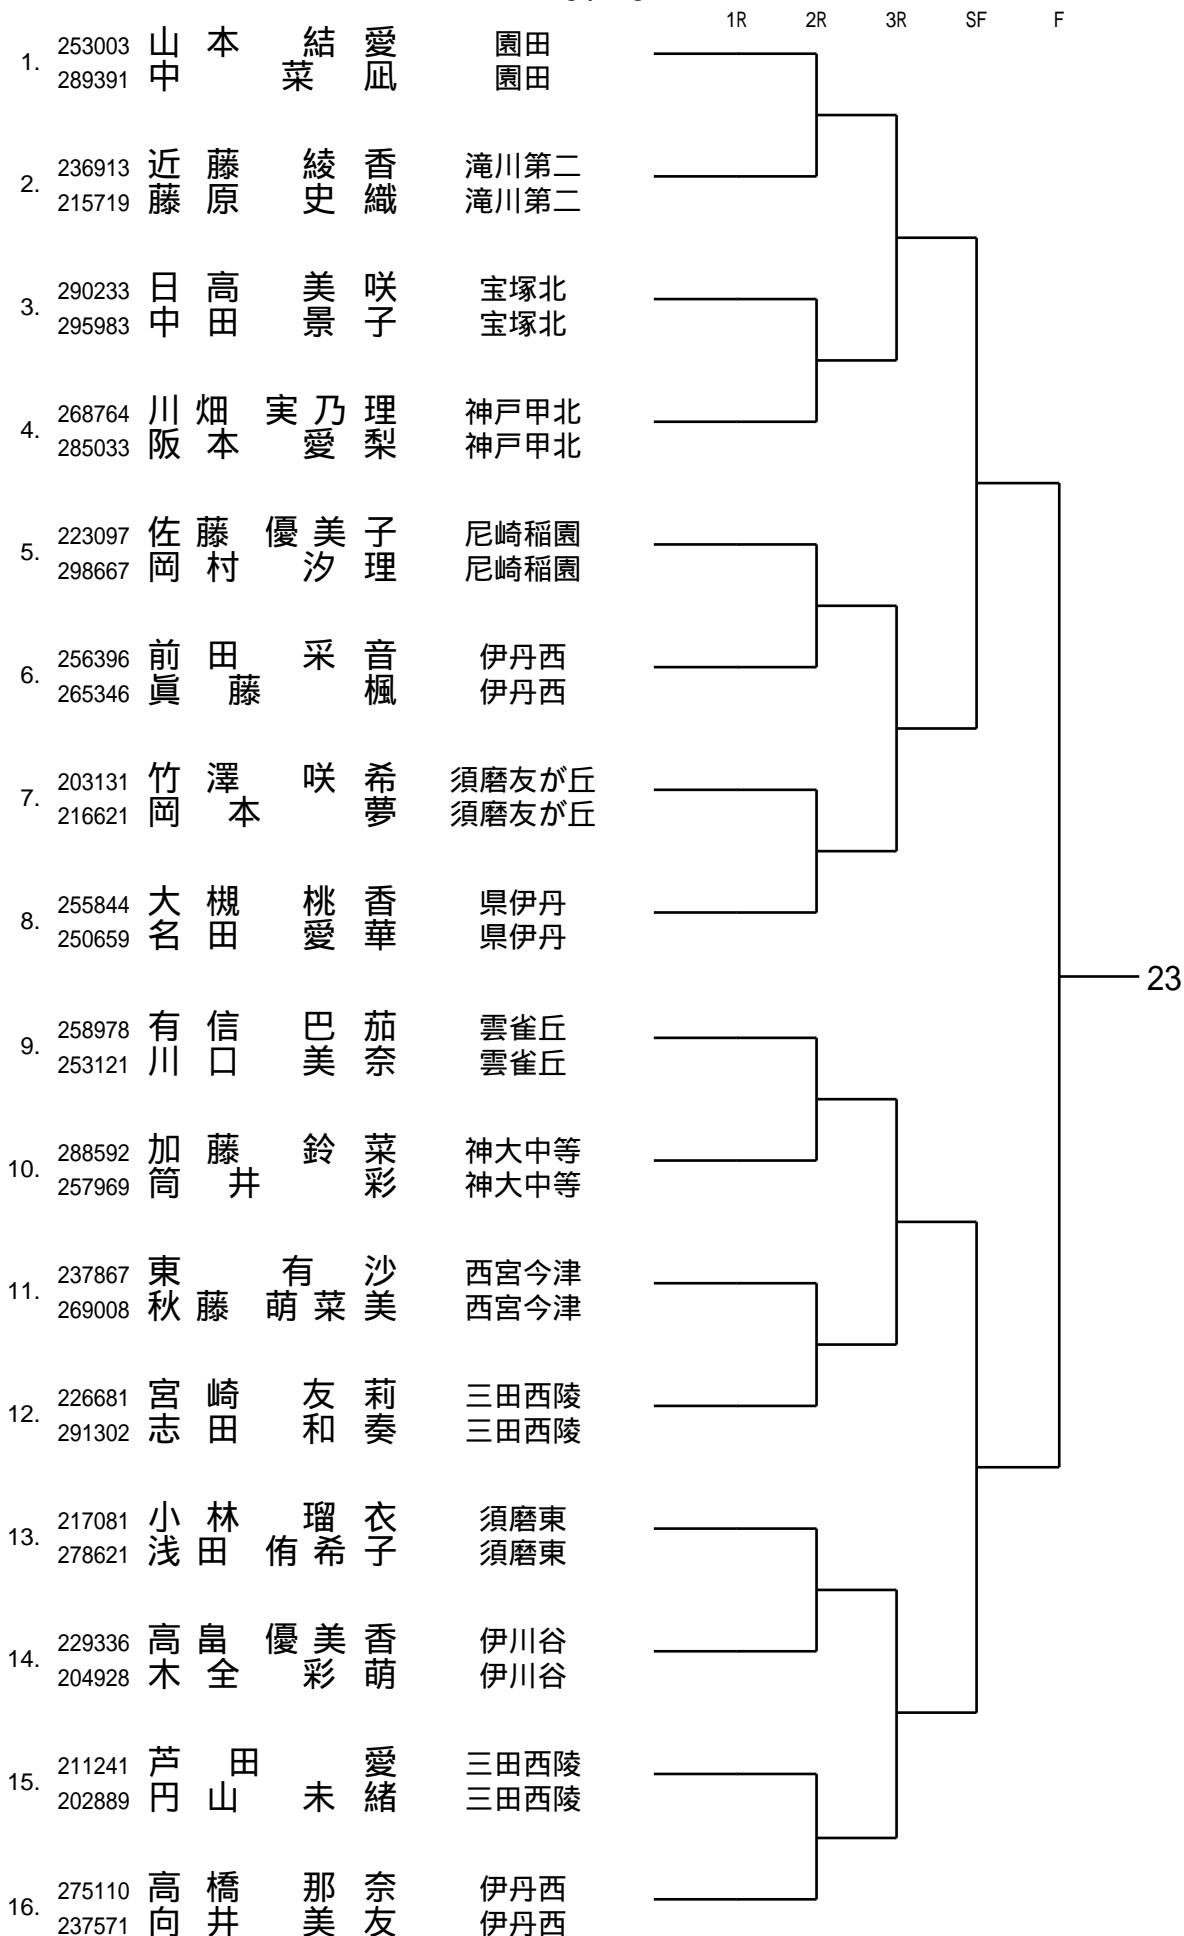 1R 2R 3R SF F
1. 253003 山本 結愛 園田
289391 中 菜凪 園田
2. 236913 近藤 綾香 滝川第二
215719 藤原 史織 滝川第二
3. 290233 日高 美咲 宝塚北
295983 中田 景子 宝塚北
4. 268764 川畑 実乃理 神戸甲北
285033 阪本 愛梨 神戸甲北
5. 223097 佐藤 優美子 尼崎稲園
298667 岡村 汐理 尼崎稲園
6. 256396 前田 采音 伊丹西
265346 眞藤 楓 伊丹西
7. 203131 竹澤 咲希 須磨友が丘
216621 岡本 夢 須磨友が丘
8. 255844 大槻 桃香 県伊丹
250659 名田 愛華 県伊丹
23
9. 258978 有信 巴茄 雲雀丘
253121 川口 美奈 雲雀丘
10. 288592 加藤 鈴菜 神大中等
257969 筒井 彩 神大中等
11. 237867 東 有沙 西宮今津
269008 秋藤 萌菜美 西宮今津
12. 226681 宮崎 友莉 三田西陵
291302 志田 和奏 三田西陵
13. 217081 小林 瑠衣 須磨東
278621 浅田 侑希子 須磨東
14. 229336 高畠 優美香 伊川谷
204928 木全 彩萌 伊川谷
15. 211241 芦田 愛 三田西陵
202889 円山 未緒 三田西陵
16. 275110 高橋 那奈 伊丹西
237571 向井 美友 伊丹西